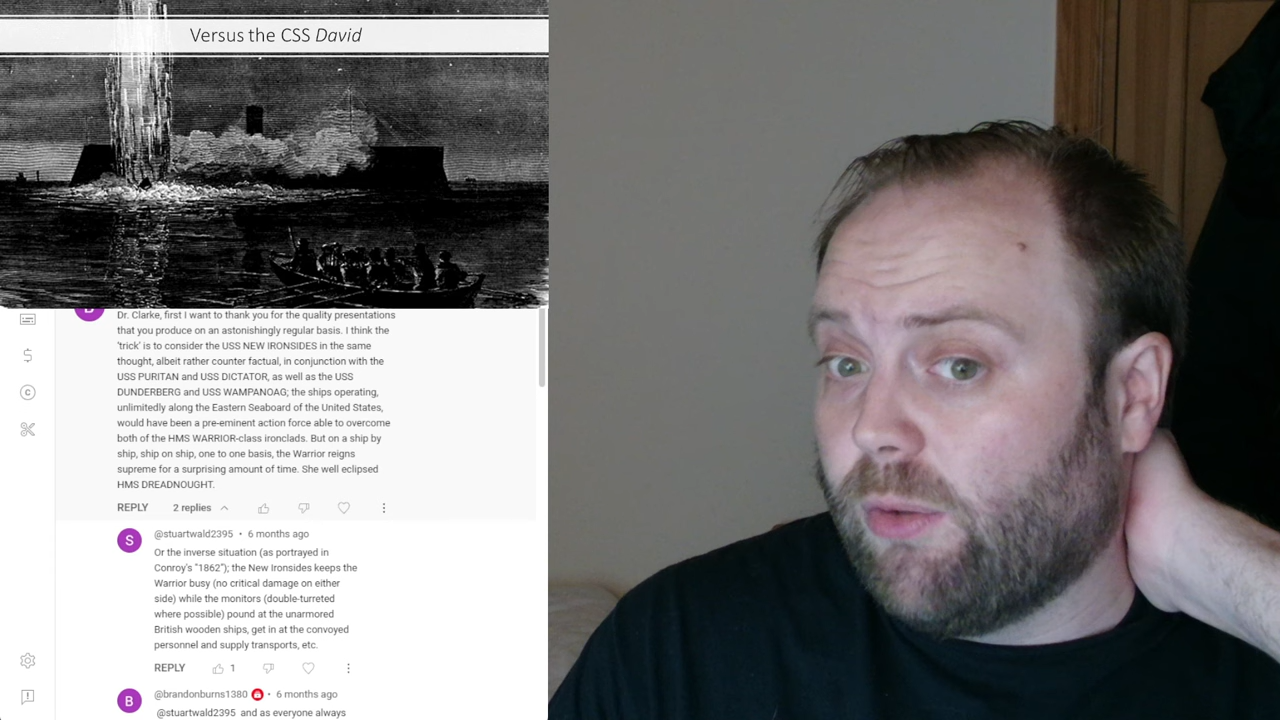 Versus the CSS David
Dr. Clarke, first I want to thank you for the quality presentations
that you produce on an astonishingly regular basis. I think the
'trick' is to consider the USS NEW IRONSIDES in the same
thought, albeit rather counter factual, in conjunction with the
USS PURITAN and USS DICTATOR, as well as the USS
DUNDERBERG and USS WAMPANOAG; the ships operating,
unlimitedly along the Eastern Seaboard of the United States,
would have been a pre-eminent action force able to overcome
both of the HMS WARRIOR-class ironclads. But on a ship by
ship, ship on ship, one to one basis, the Warrior reigns
supreme for a surprising amount of time. She well eclipsed
HMS DREADNOUGHT.
REPLY 2 replies
S
@stuartwald2395 • 6 months ago
Or the inverse situation (as portrayed in
Conroy's "1862"); the New Ironsides keeps the
Warrior busy (no critical damage on either
side) while the monitors (double-turreted
where possible) pound at the unarmored
British wooden ships, get in at the convoyed
personnel and supply transports, etc.
REPLY 1
B
@brandonburns1380 • 6 months ago
@stuartwald2395 and as everyone always